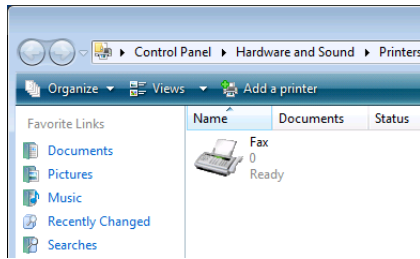 Control Panel Hardware and Sound Printers
Organize Views Add a printer
Favorite Links
Name Documents Status
Documents
Pictures
Music
Recently Changed
Searches
Fax
0
Ready